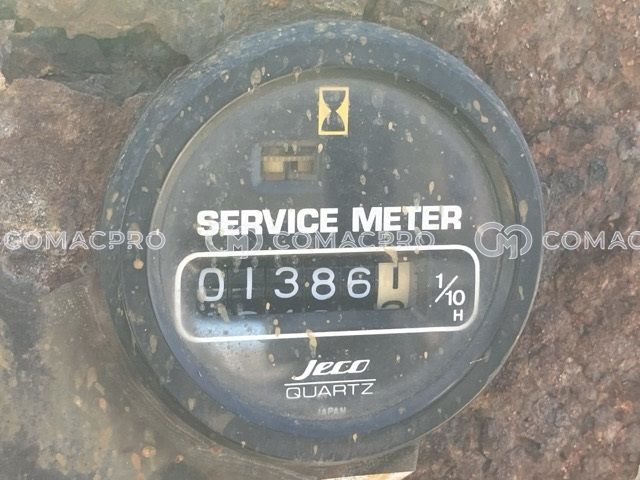 SERVICE METER
COMACPRO COMACPRO COMACPRO
01386 1/10
H
Jeco
QUARTZ
JAPAN